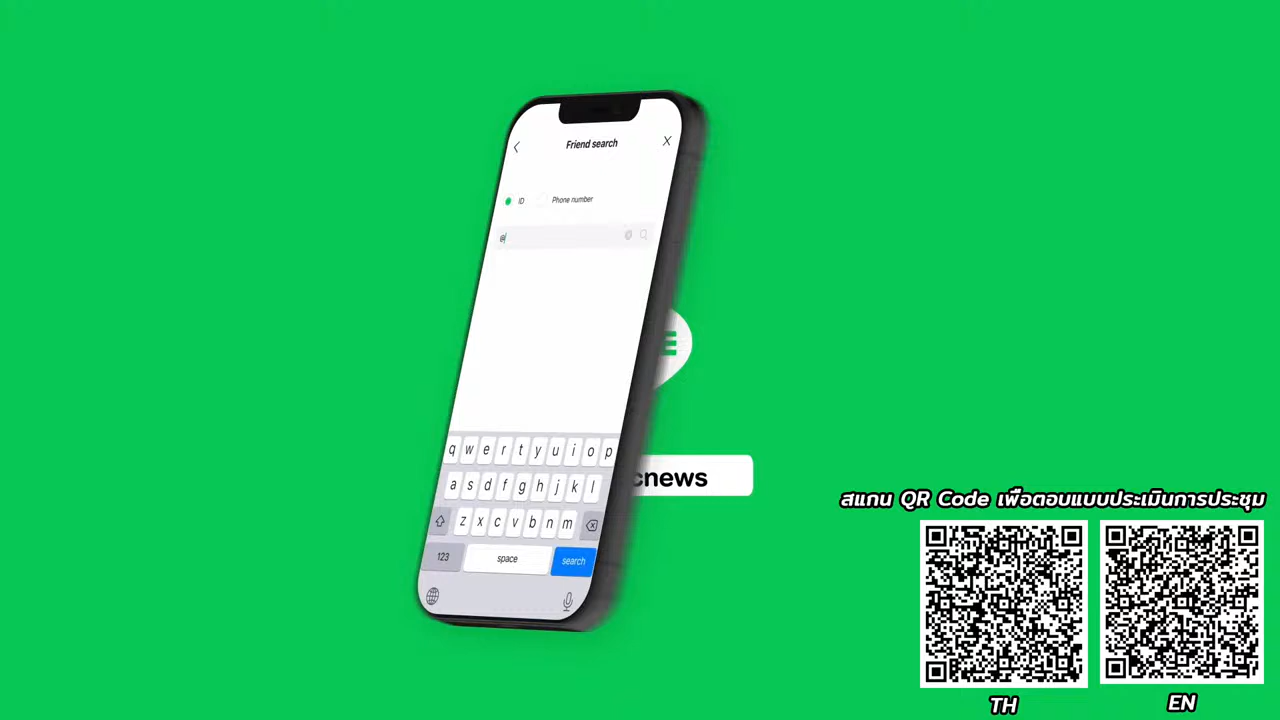 Friend search
X
ID Phone number
@
E
q w e r t y u i o p
a s d f g h j k l
cnews
z x c v b n m
123 space search
สแกน QR Code เพื่อตอบแบบประเมินการประชุม
TH EN